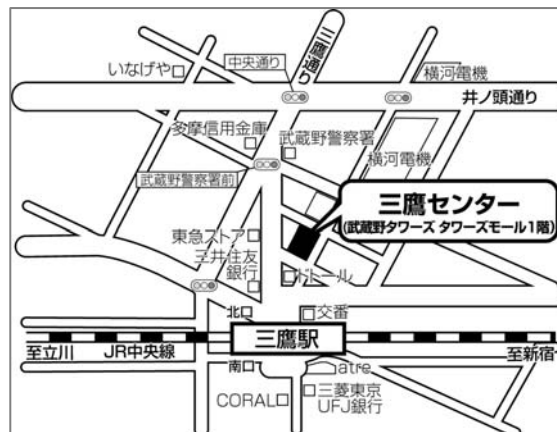 三鷹通り
中央通り
いなげや
横河電機
井ノ頭通り
多摩信用金庫
武蔵野警察署
横河電機
武蔵野警察署前
三鷹センター
(武蔵野タワーズ タワーズモール1階)
東急ストア
三井住友
銀行
ドトール
北口
交番
三鷹駅
至立川
JR中央線
至新宿
南口
atre
CORAL
三菱東京
UFJ銀行